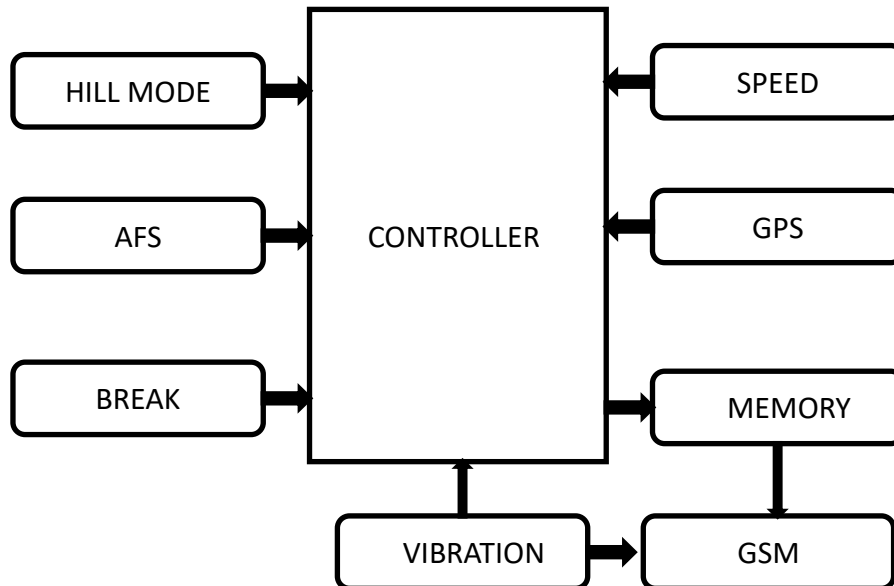 HILL MODE
SPEED
AFS
CONTROLLER
GPS
BREAK
MEMORY
VIBRATION
GSM